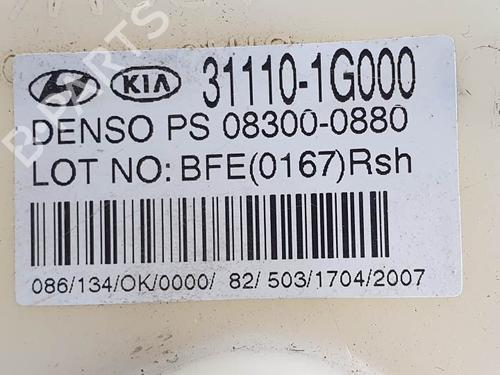 KIA 31110-1G000
DENSO PS 08300-0880
LOT NO: BFE(0167)Rsh
086/134/OK/0000/ 82/ 503/1704/2007